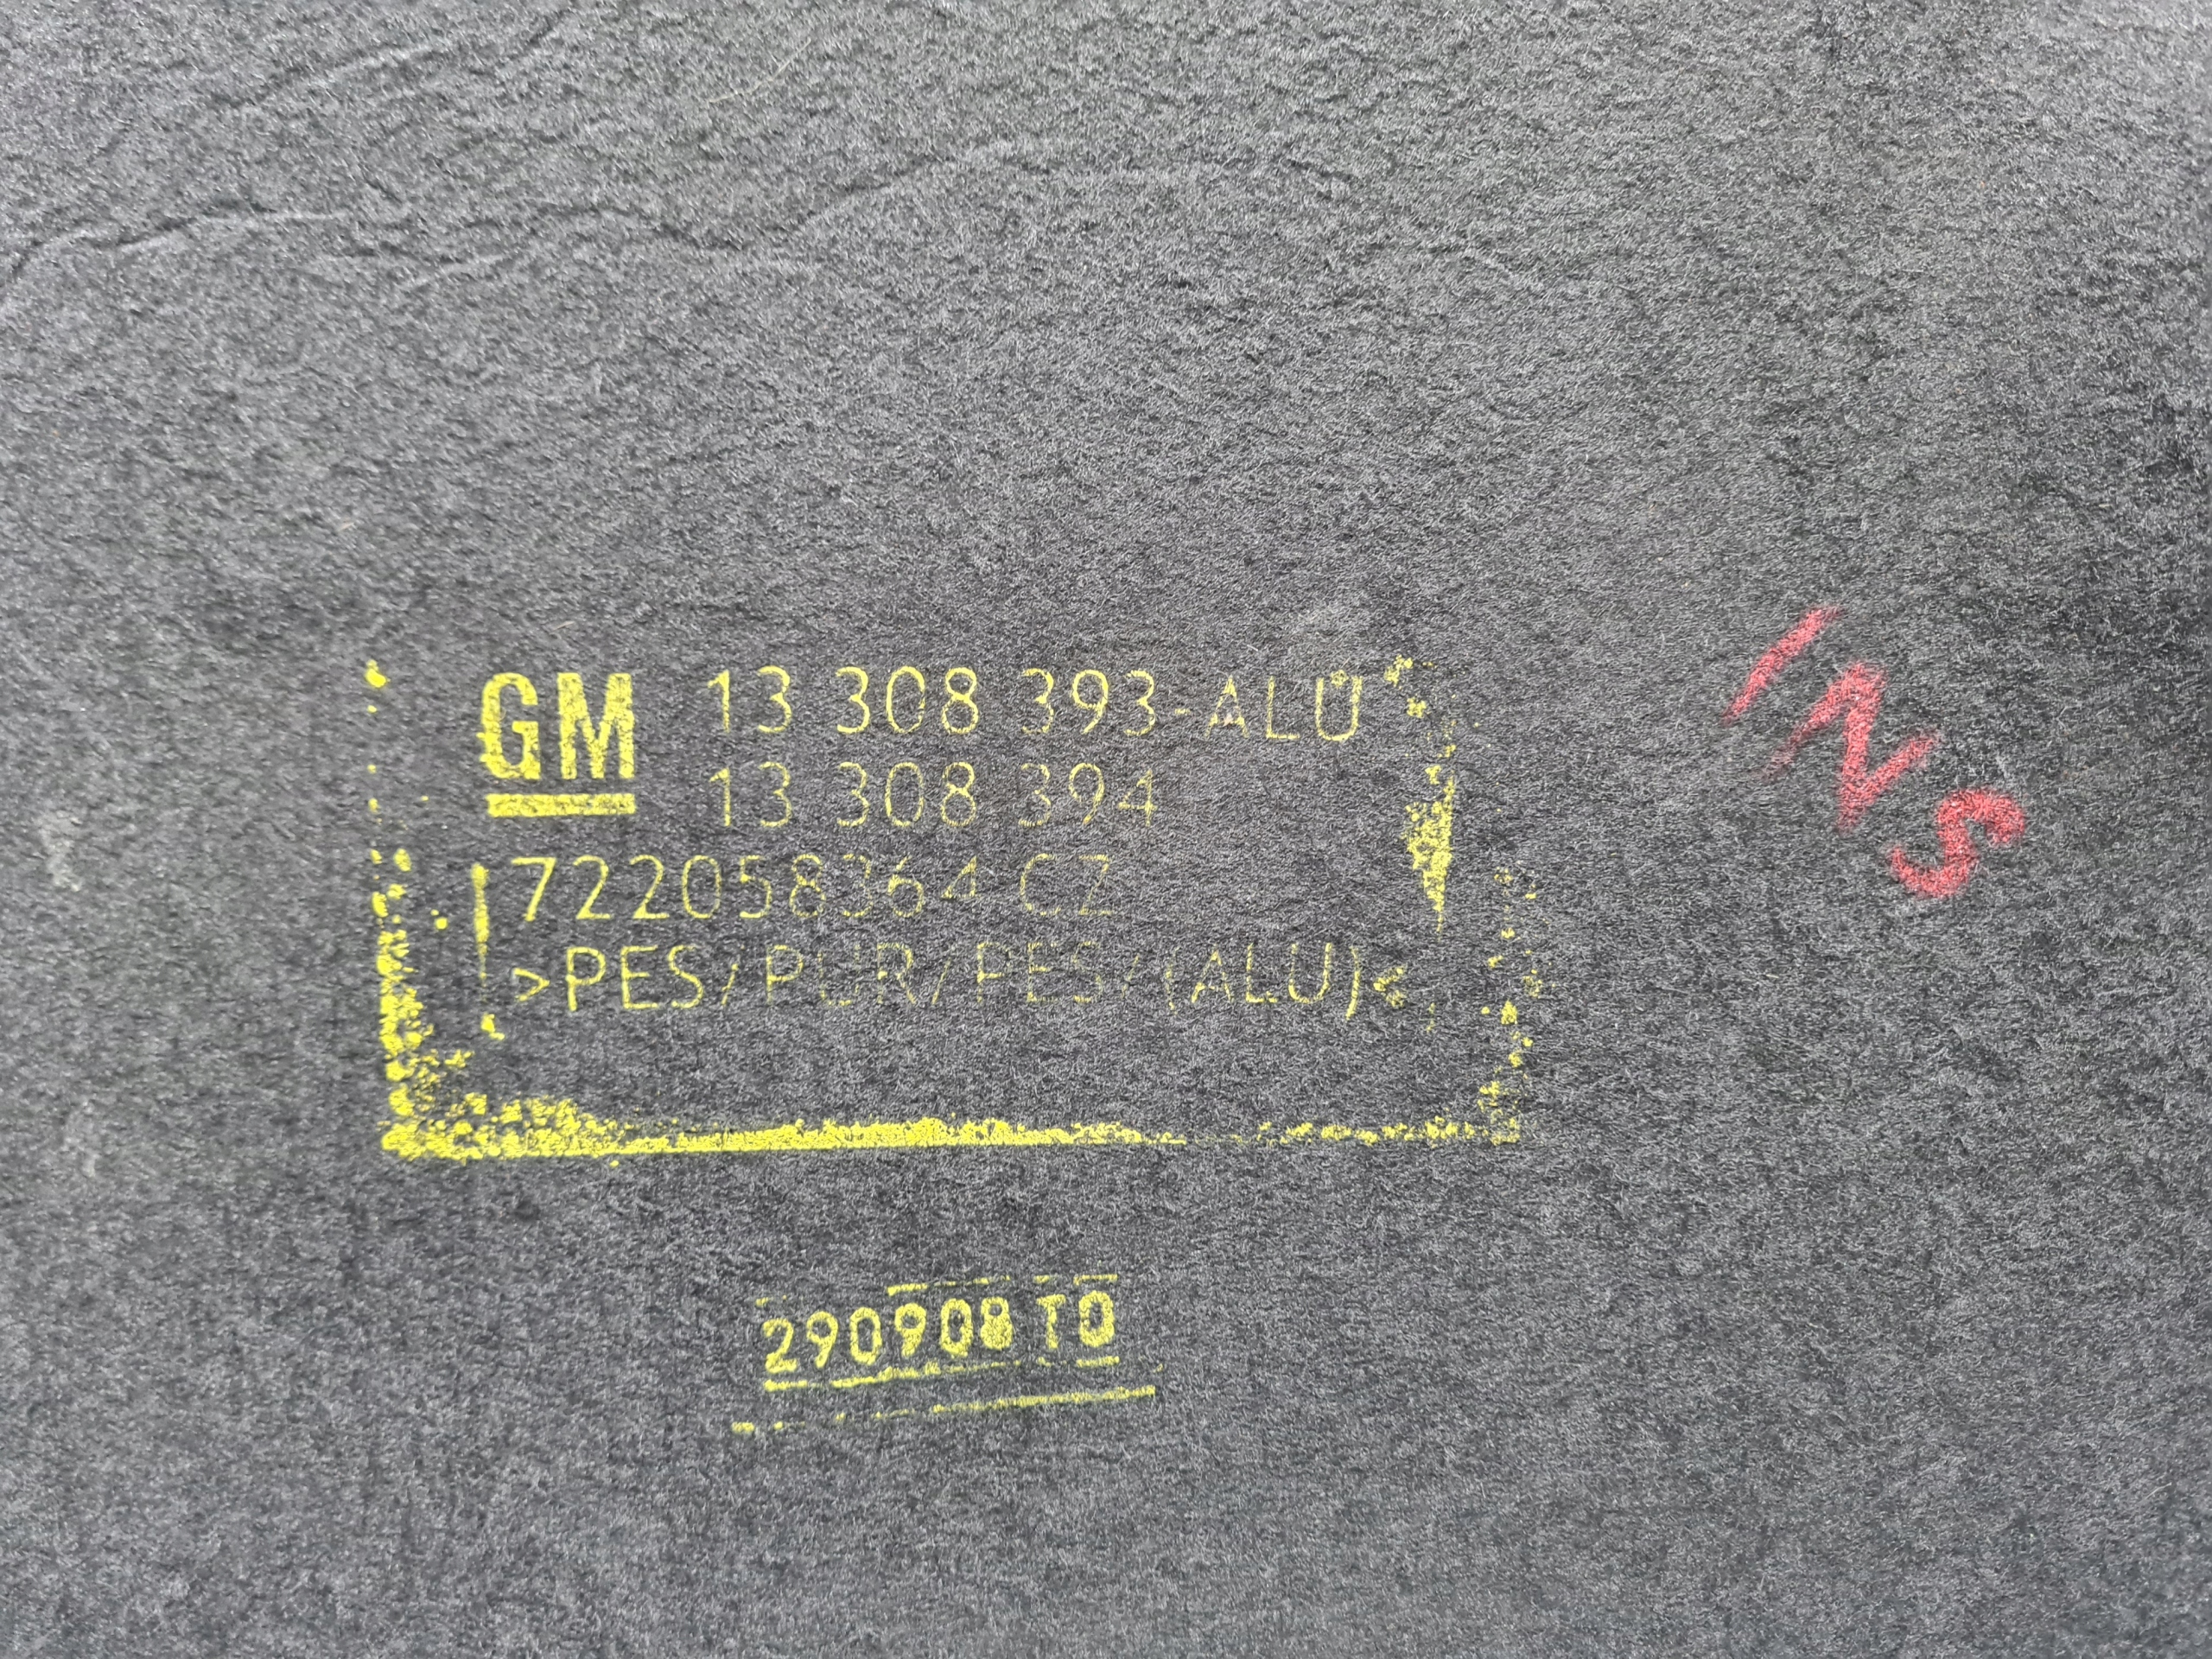 GM 13 308 393-ALU
13 308 394
722058364 CZ
>PES/PUR/PES/(ALU)<
290908 TO
INS